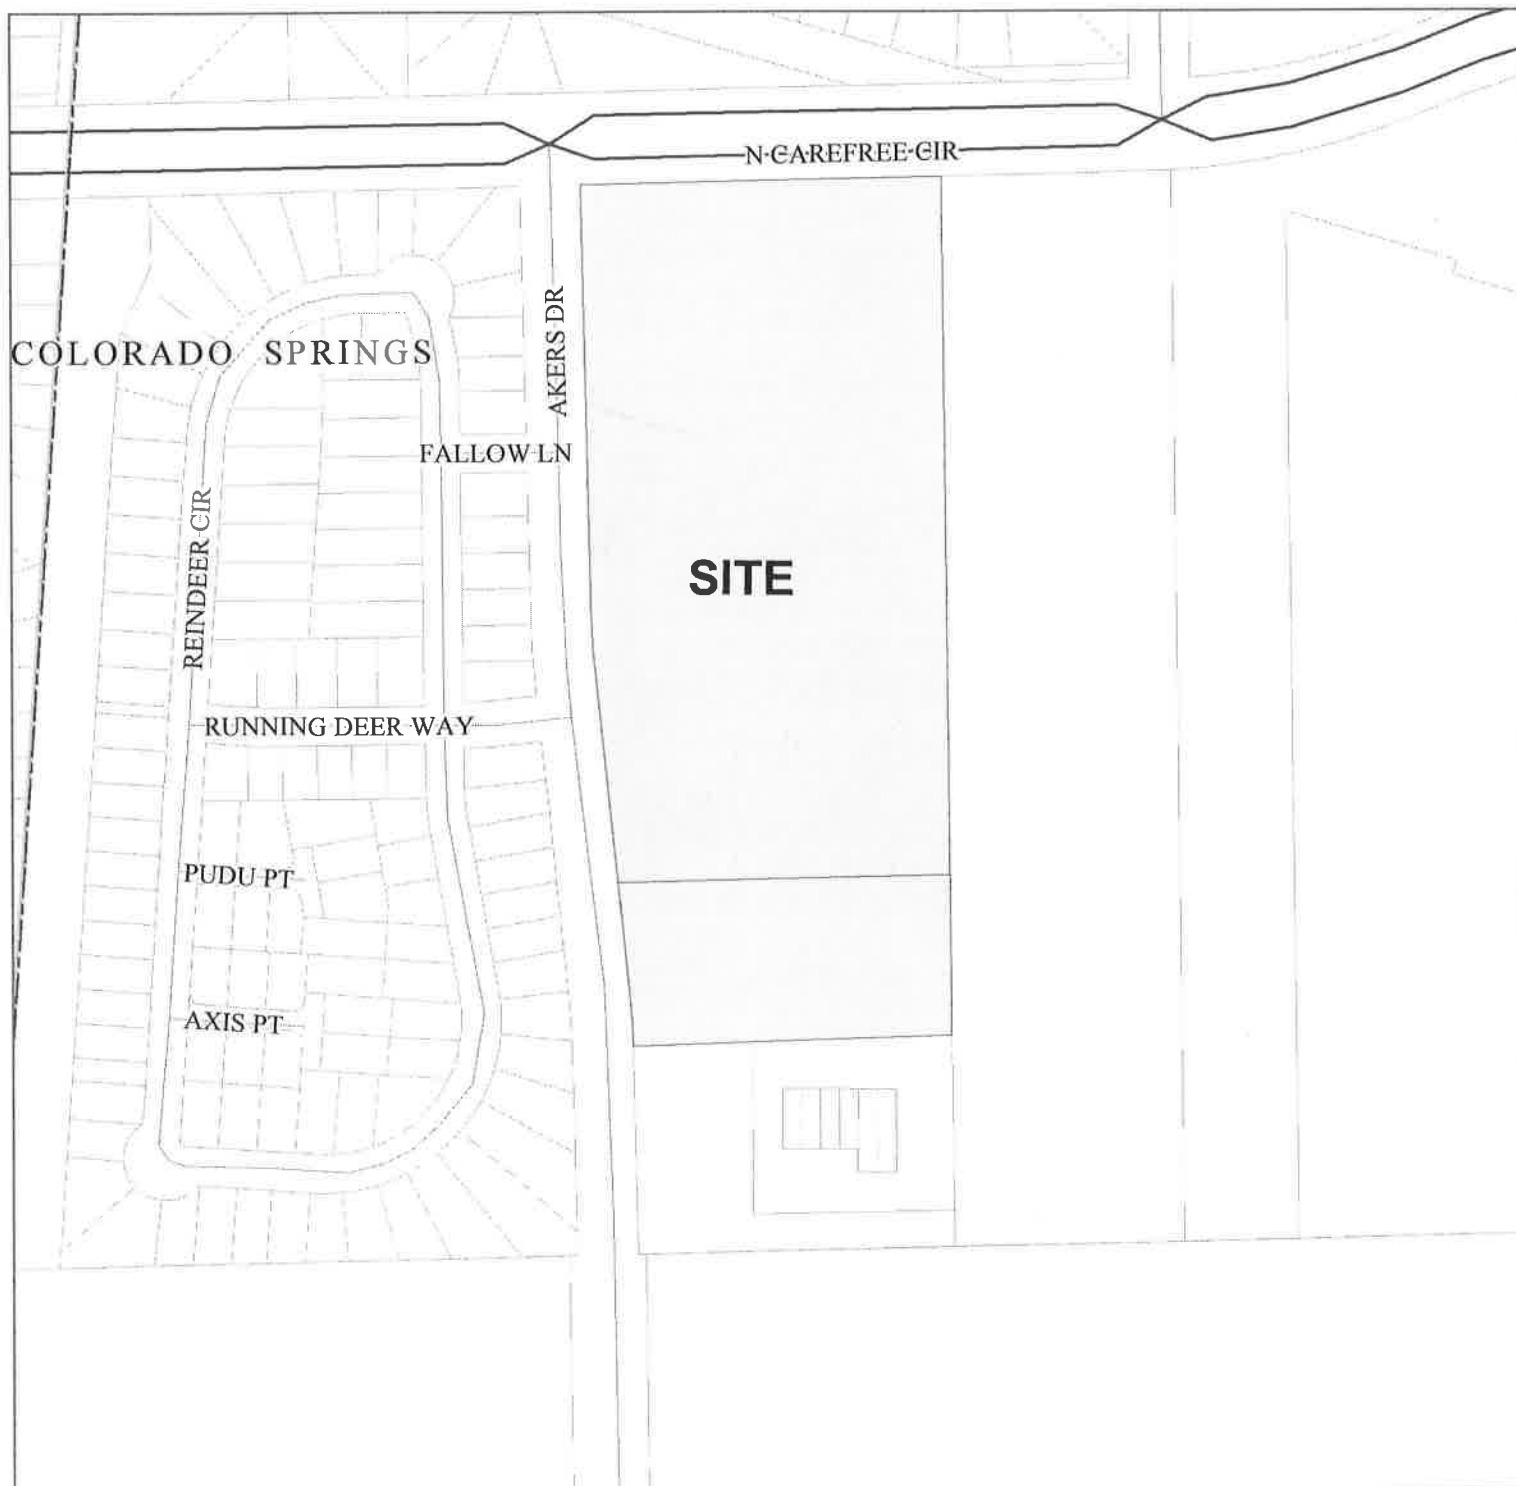 N CAREFREE CIR
AKERS DR
COLORADO SPRINGS
FALLOW LN
REINDEER CIR
SITE
RUNNING DEER WAY
PUDU PT
AXIS PT